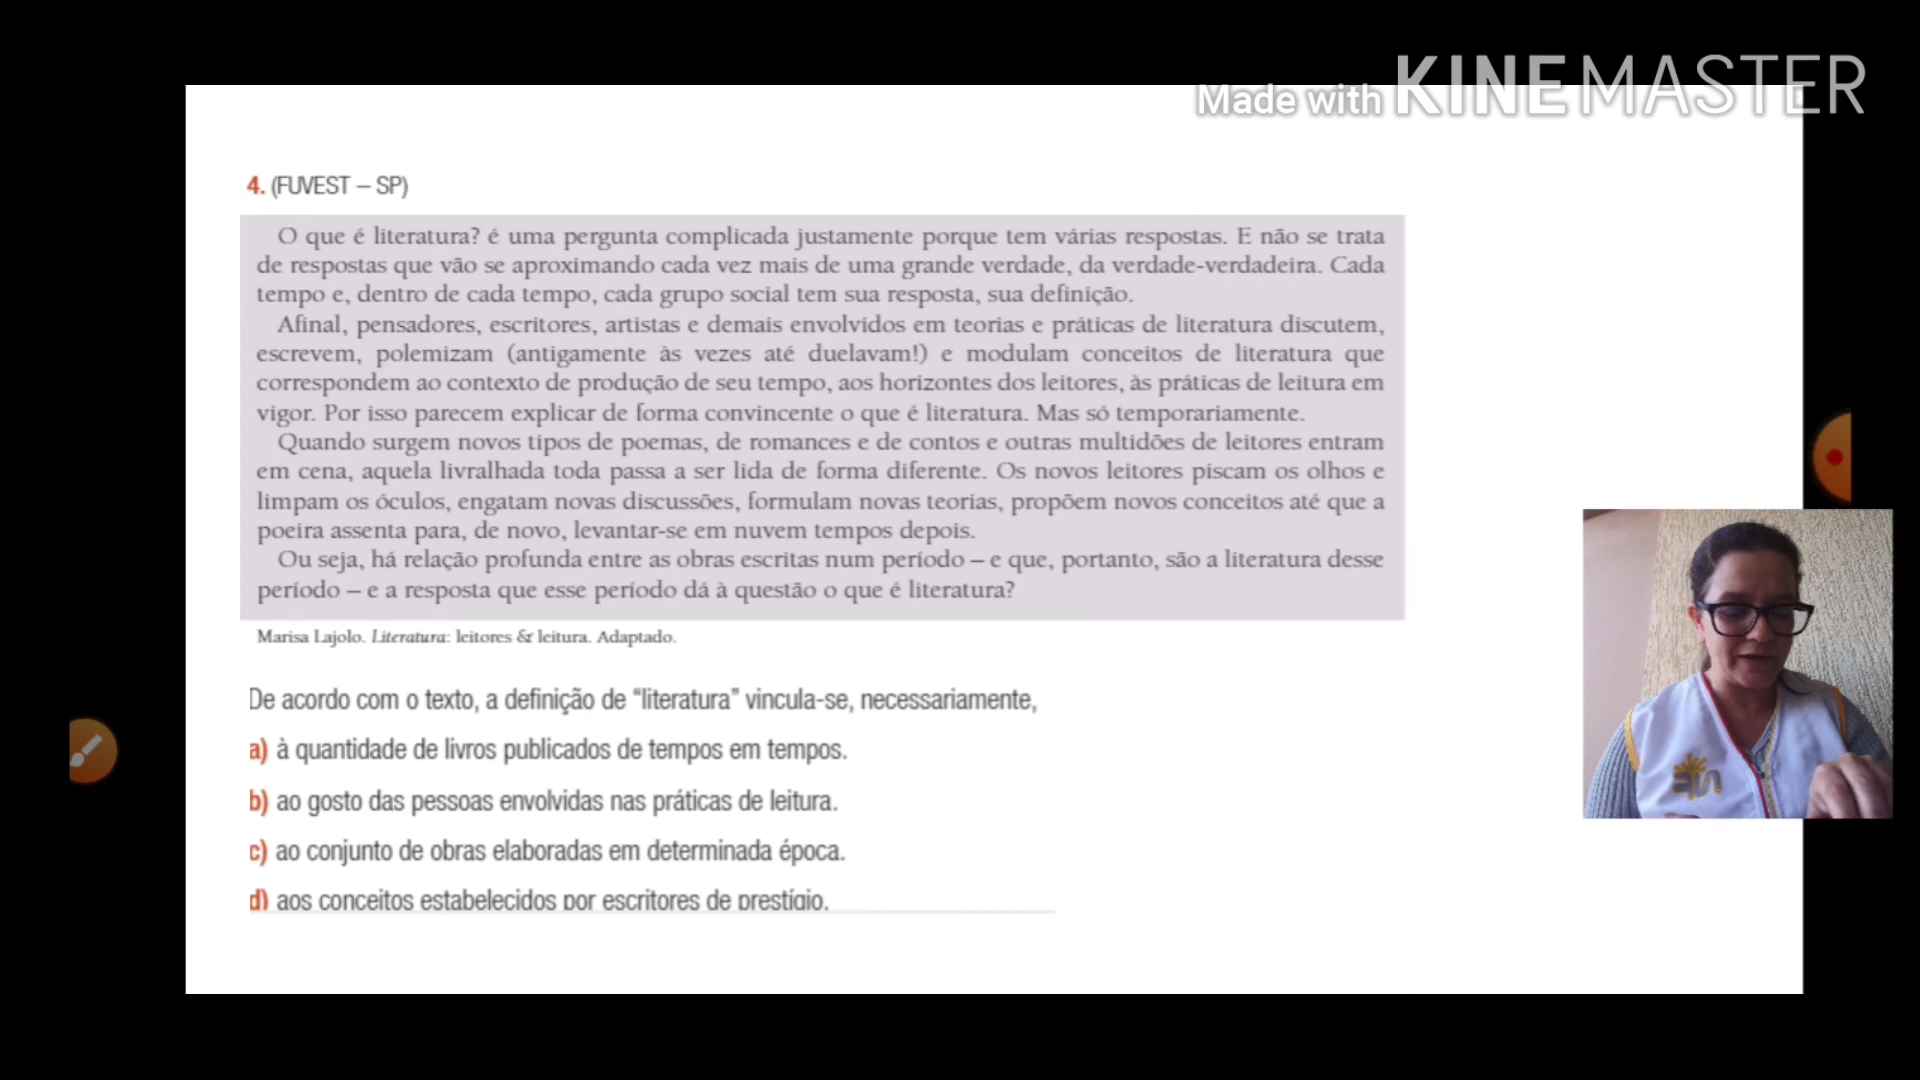 Made with KINEMASTER
4. (FUVEST – SP)
O que é literatura? é uma pergunta complicada justamente porque tem várias respostas. E não se trata
de respostas que vão se aproximando cada vez mais de uma grande verdade, da verdade-verdadeira. Cada
tempo e, dentro de cada tempo, cada grupo social tem sua resposta, sua definição.
Afinal, pensadores, escritores, artistas e demais envolvidos em teorias e práticas de literatura discutem,
escrevem, polemizam (antigamente às vezes até duelavam!) e modulam conceitos de literatura que
correspondem ao contexto de produção de seu tempo, aos horizontes dos leitores, às práticas de leitura em
vigor. Por isso parecem explicar de forma convincente o que é literatura. Mas só temporariamente.
Quando surgem novos tipos de poemas, de romances e de contos e outras multidões de leitores entram
em cena, aquela livralhada toda passa a ser lida de forma diferente. Os novos leitores piscam os olhos e
limpam os óculos, engatam novas discussões, formulam novas teorias, propõem novos conceitos até que a
poeira assenta para, de novo, levantar-se em nuvem tempos depois.
Ou seja, há relação profunda entre as obras escritas num período – e que, portanto, são a literatura desse
período – e a resposta que esse período dá à questão o que é literatura?
Marisa Lajolo. Literatura: leitores & leitura. Adaptado.
De acordo com o texto, a definição de “literatura” vincula-se, necessariamente,
a) à quantidade de livros publicados de tempos em tempos.
b) ao gosto das pessoas envolvidas nas práticas de leitura.
c) ao conjunto de obras elaboradas em determinada época.
d) aos conceitos estabelecidos por escritores de prestígio.